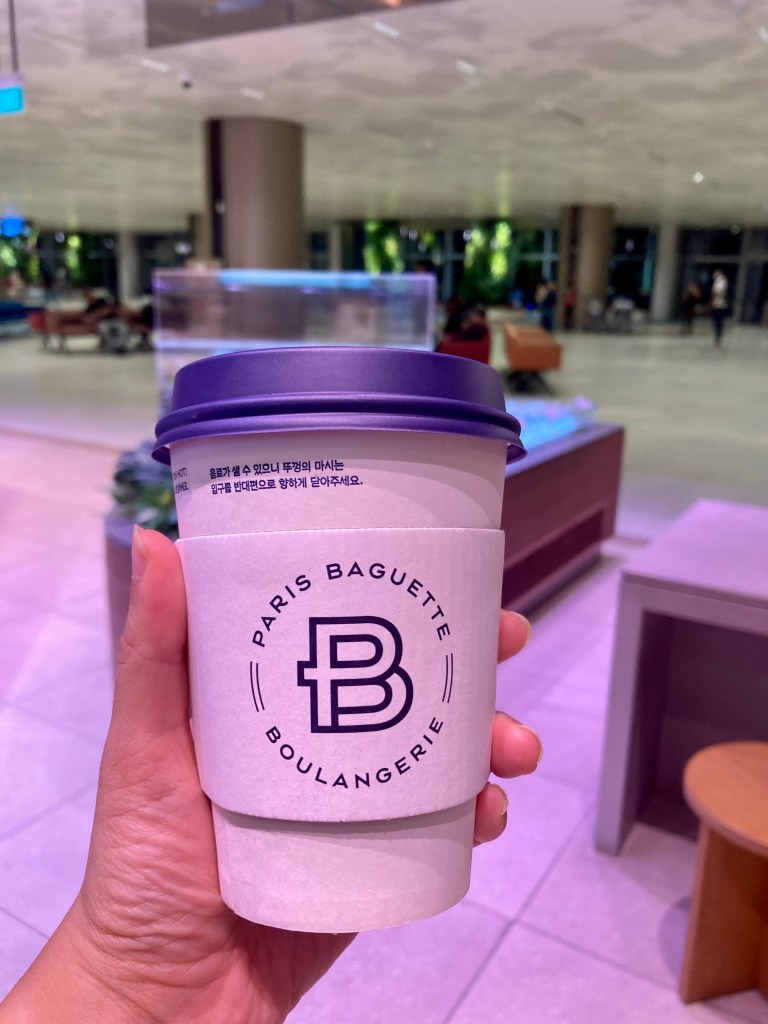 음료가 샐 수 있으니 뚜껑의 마시는
입구를 반대편으로 향하게 닫아주세요.
PARIS BAGUETTE
B
BOULANGERIE